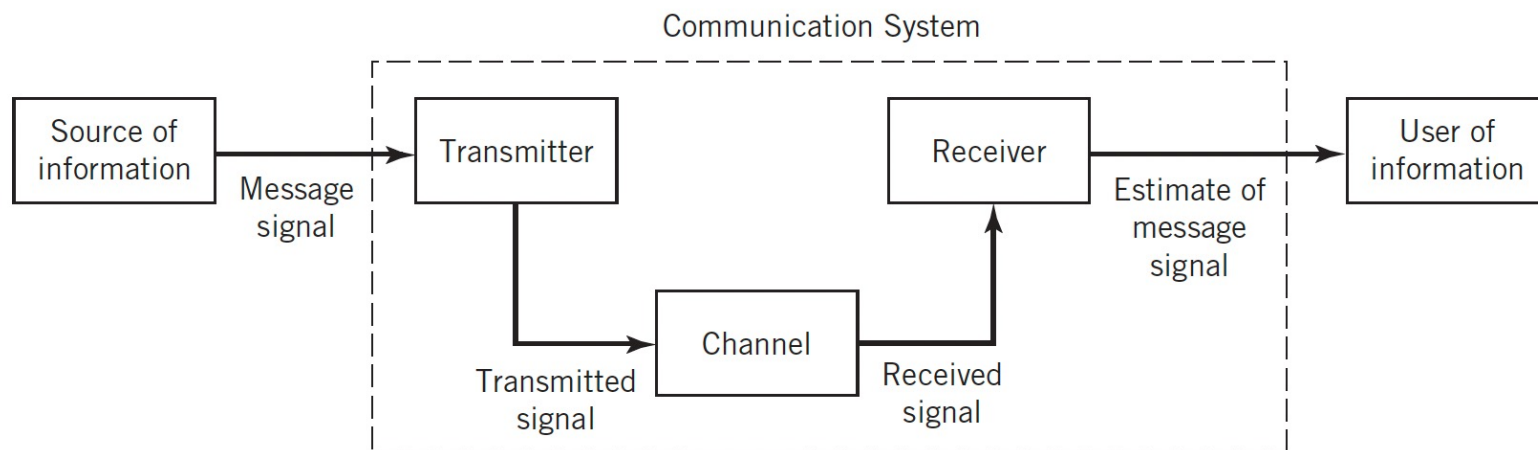 Communication System
Source of
information
Message
signal
Transmitter
Transmitted
signal
Channel
Received
signal
Receiver
Estimate of
message
signal
User of
information